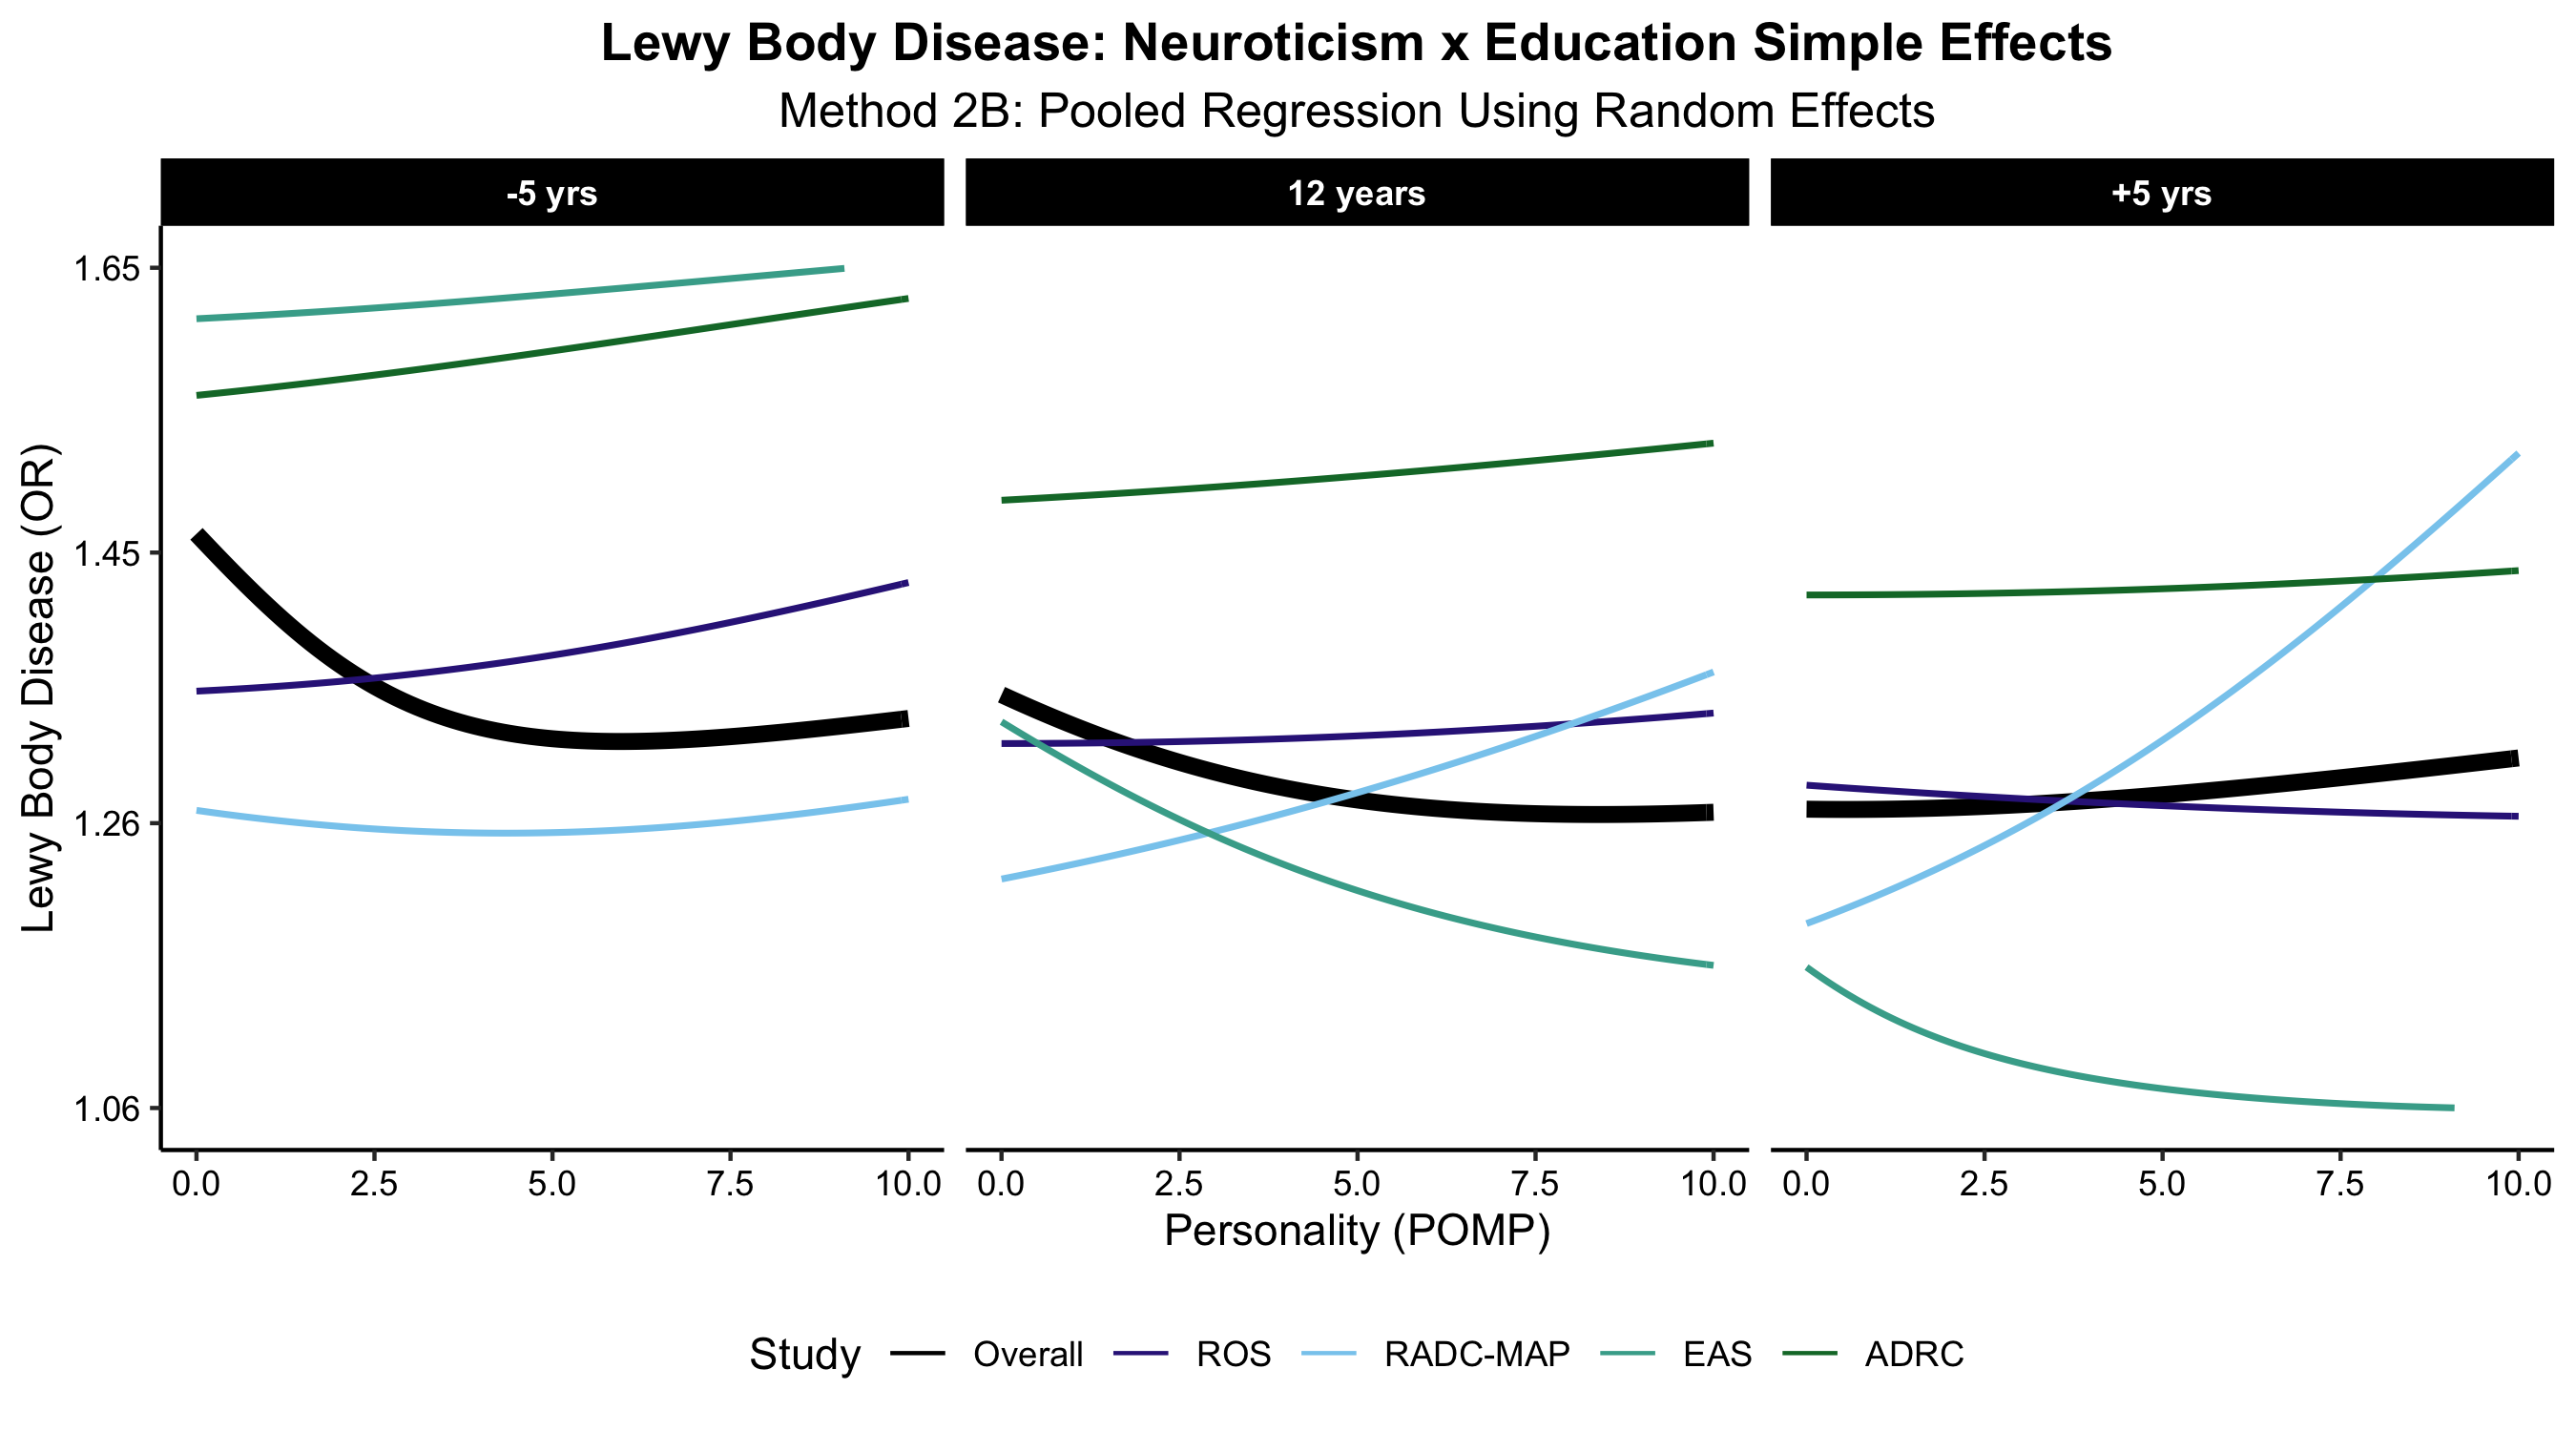 Lewy Body Disease: Neuroticism x Education Simple Effects
Method 2B: Pooled Regression Using Random Effects
-5 yrs 12 years +5 yrs
Lewy Body Disease (OR)
1.65
1.45
1.26
1.06
0.0 2.5 5.0 7.5 10.0 0.0 2.5 5.0 7.5 10.0 0.0 2.5 5.0 7.5 10.0
Personality (POMP)
Study Overall ROS RADC-MAP EAS ADRC